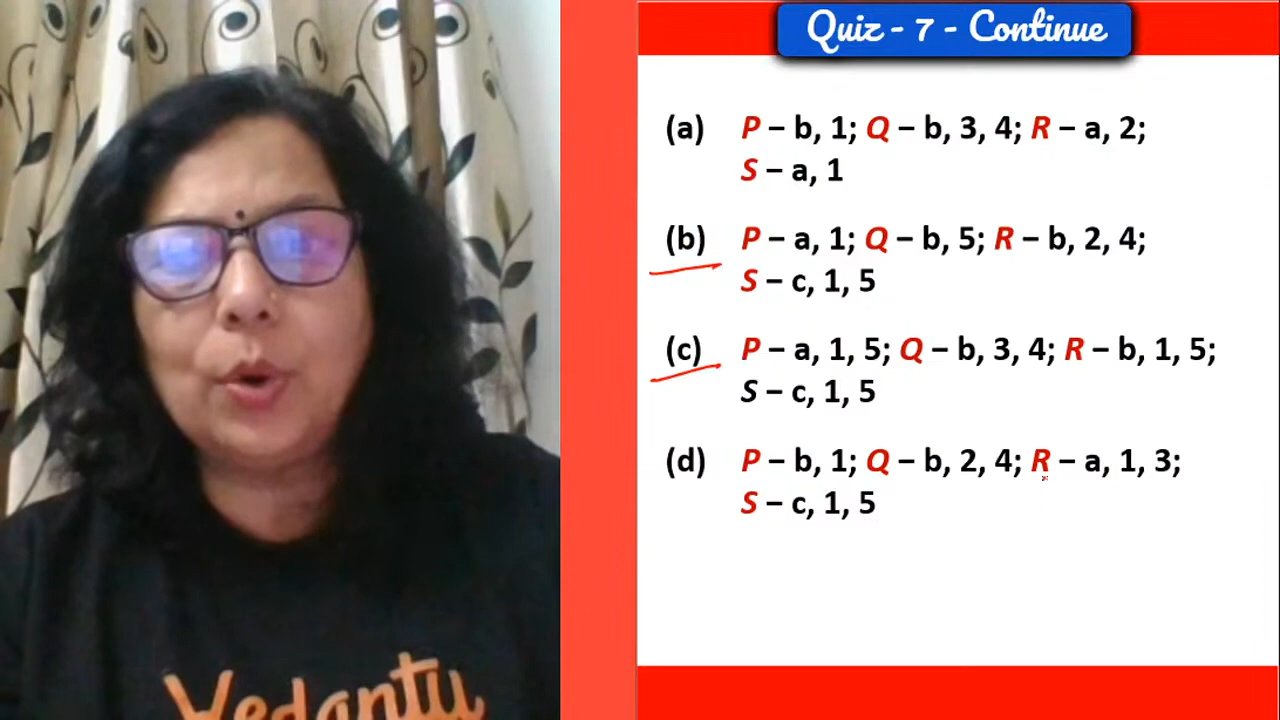 Quiz - 7 - Continue
(a) P – b, 1; Q – b, 3, 4; R – a, 2;
S – a, 1
(b) P – a, 1; Q – b, 5; R – b, 2, 4;
S – c, 1, 5
(c) P – a, 1, 5; Q – b, 3, 4; R – b, 1, 5;
S – c, 1, 5
(d) P – b, 1; Q – b, 2, 4; R – a, 1, 3;
S – c, 1, 5
Vedantu